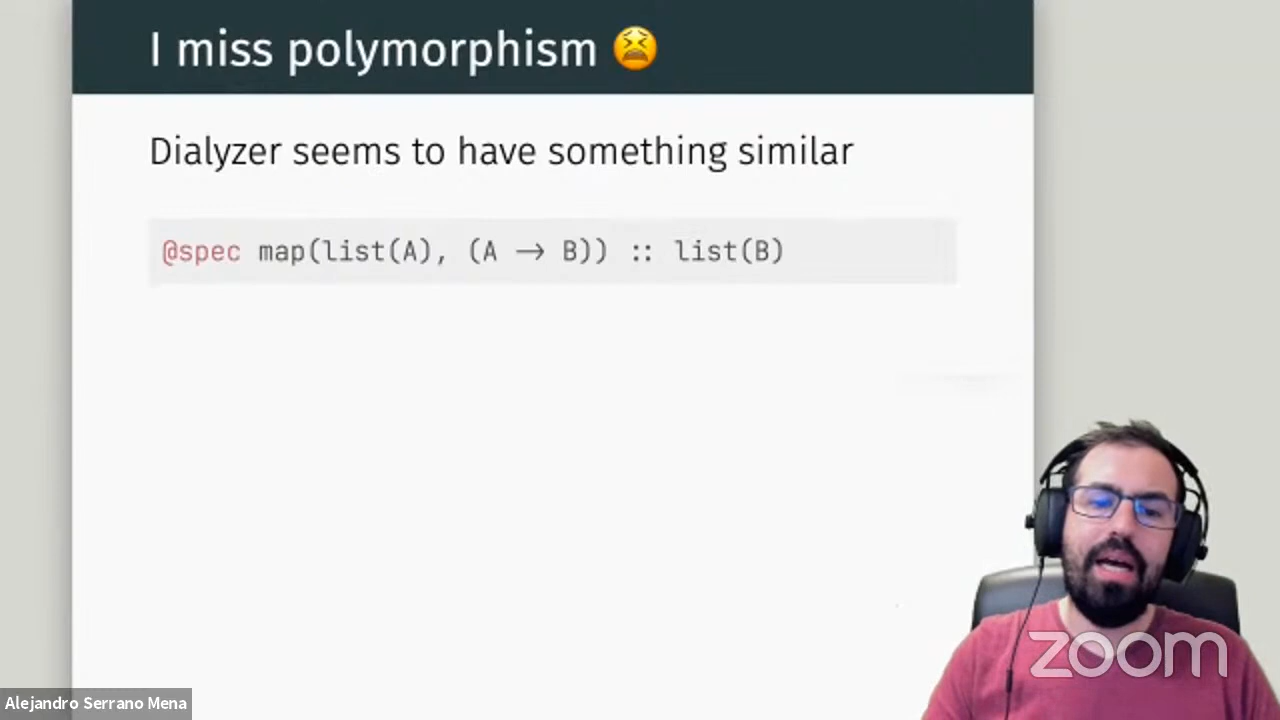 I miss polymorphism 😫
Dialyzer seems to have something similar
@spec map(list(A), (A → B)) :: list(B)
zoom
Alejandro Serrano Mena